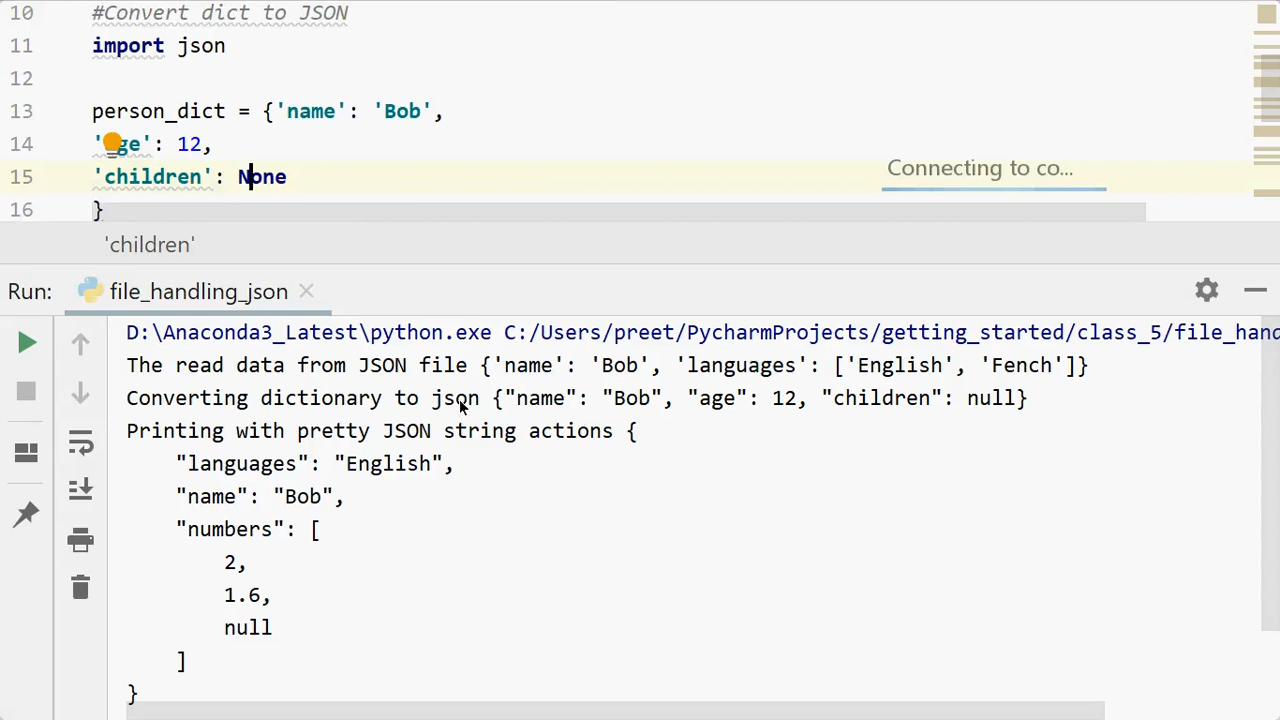 10 #Convert dict to JSON
11 import json
12
13 person_dict = {'name': 'Bob',
14 'age': 12,
15 'children': None
16 }
Connecting to co...
'children'
Run: file_handling_json
D:\Anaconda3_Latest\python.exe C:/Users/preet/PycharmProjects/getting_started/class_5/file_hand
The read data from JSON file {'name': 'Bob', 'languages': ['English', 'Fench']}
Converting dictionary to json {"name": "Bob", "age": 12, "children": null}
Printing with pretty JSON string actions {
"languages": "English",
"name": "Bob",
"numbers": [
2,
1.6,
null
]
}